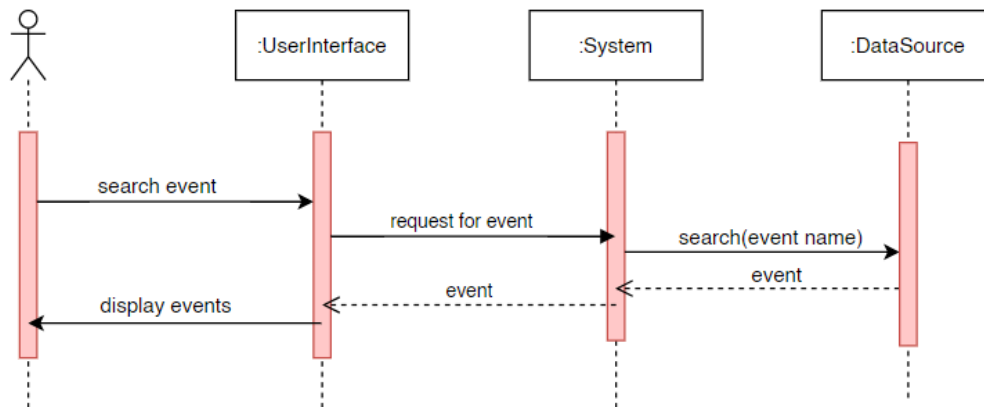 :UserInterface
:System
:DataSource
search event
request for event
search(event name)
event
event
display events